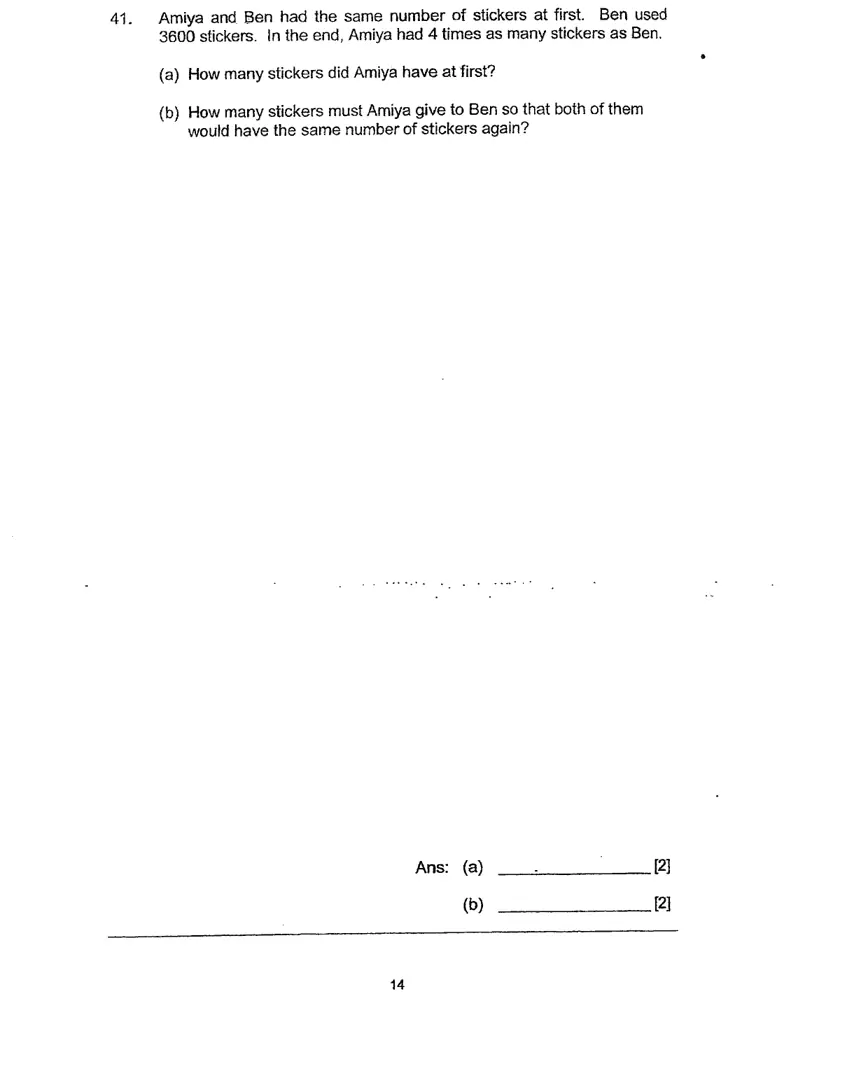 41. Amiya and Ben had the same number of stickers at first. Ben used
3600 stickers. In the end, Amiya had 4 times as many stickers as Ben.
(a) How many stickers did Amiya have at first?
(b) How many stickers must Amiya give to Ben so that both of them
would have the same number of stickers again?
Ans: (a) [2]
(b) [2]
14